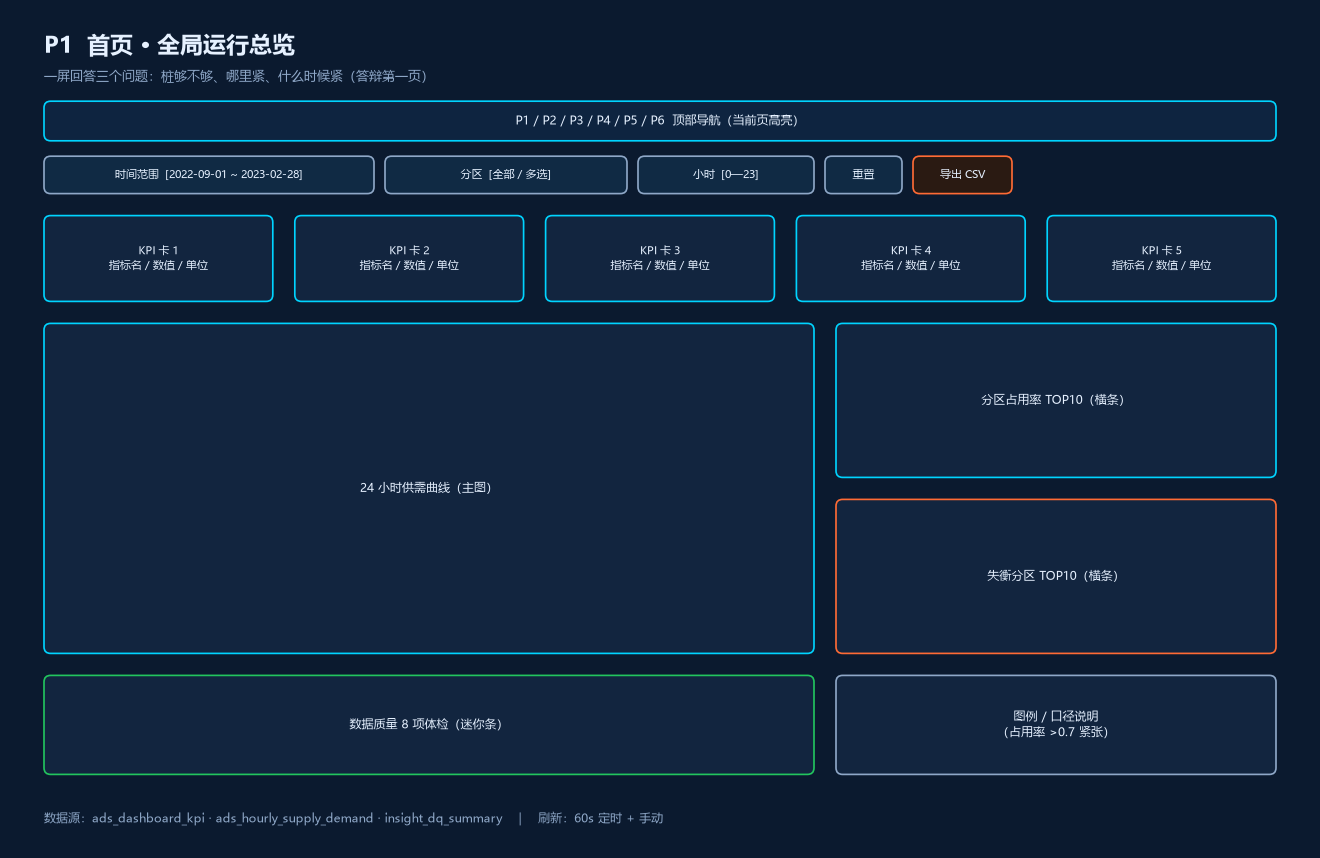 P1 首页 • 全局运行总览
一屏回答三个问题：桩够不够、哪里紧、什么时候紧（答辩第一页）
P1 / P2 / P3 / P4 / P5 / P6 顶部导航（当前页高亮）
时间范围 [2022-09-01 ~ 2023-02-28]
分区 [全部 / 多选]
小时 [0—23]
重置
导出 CSV
KPI 卡 1
指标名 / 数值 / 单位
KPI 卡 2
指标名 / 数值 / 单位
KPI 卡 3
指标名 / 数值 / 单位
KPI 卡 4
指标名 / 数值 / 单位
KPI 卡 5
指标名 / 数值 / 单位
24 小时供需曲线（主图）
分区占用率 TOP10（横条）
失衡分区 TOP10（横条）
数据质量 8 项体检（迷你条）
图例 / 口径说明
（占用率 >0.7 紧张）
数据源：ads_dashboard_kpi · ads_hourly_supply_demand · insight_dq_summary | 刷新：60s 定时 + 手动